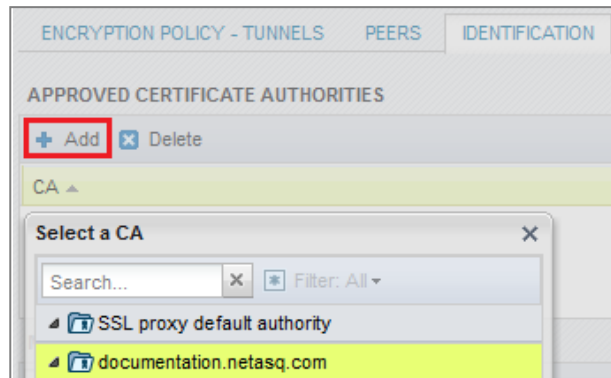 ENCRYPTION POLICY - TUNNELS PEERS IDENTIFICATION
APPROVED CERTIFICATE AUTHORITIES
Add Delete
CA
Select a CA
Search... Filter: All
SSL proxy default authority
documentation.netasq.com